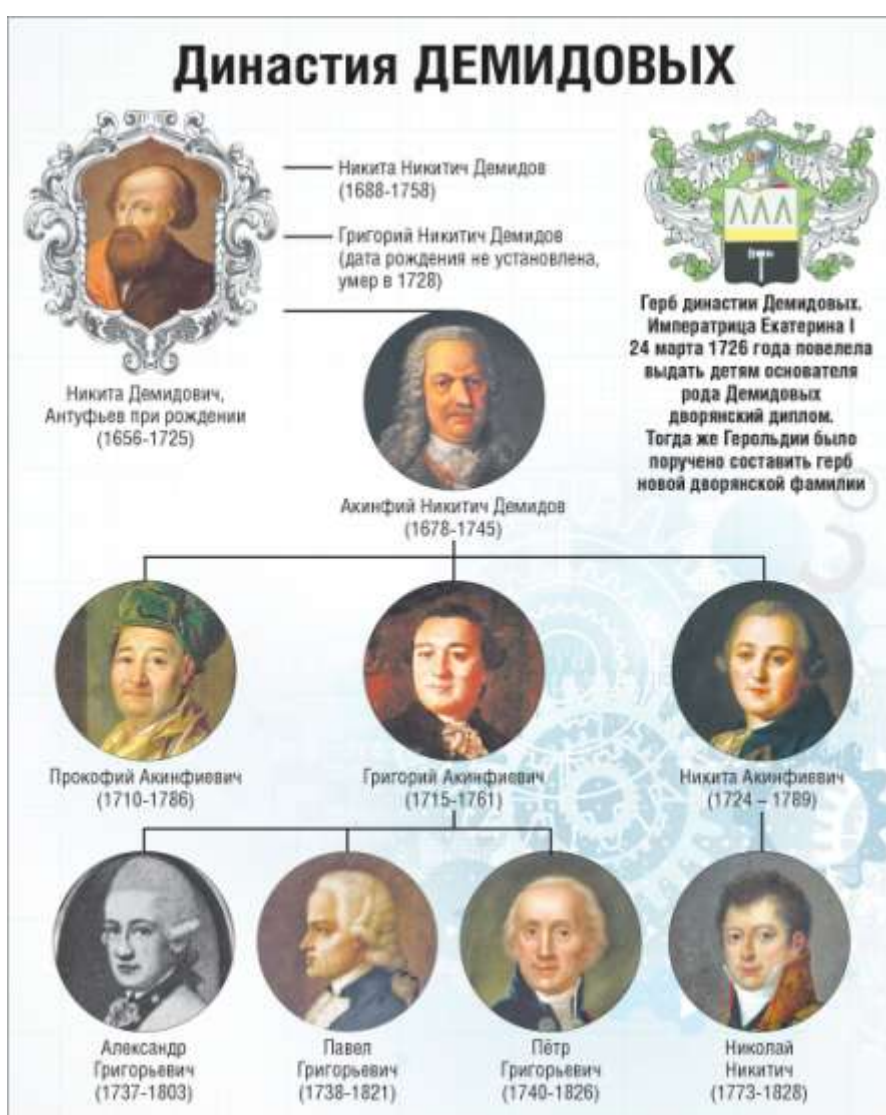 Династия ДЕМИДОВЫХ
Никита Никитич Демидов
(1688-1758)
Григорий Никитич Демидов
(дата рождения не установлена,
умер в 1728)
Никита Демидович,
Антуфьев при рождении
(1656-1725)
Герб династии Демидовых.
Императрица Екатерина I
24 марта 1726 года повелела
выдать детям основателя
рода Демидовых
дворянский диплом.
Тогда же Герольдии было
поручено составить герб
новой дворянской фамилии
Акинфий Никитич Демидов
(1678-1745)
Прокофий Акинфиевич
(1710-1786)
Григорий Акинфиевич
(1715-1761)
Никита Акинфиевич
(1724 – 1789)
Александр
Григорьевич
(1737-1803)
Павел
Григорьевич
(1738-1821)
Пётр
Григорьевич
(1740-1826)
Николай
Никитич
(1773-1828)